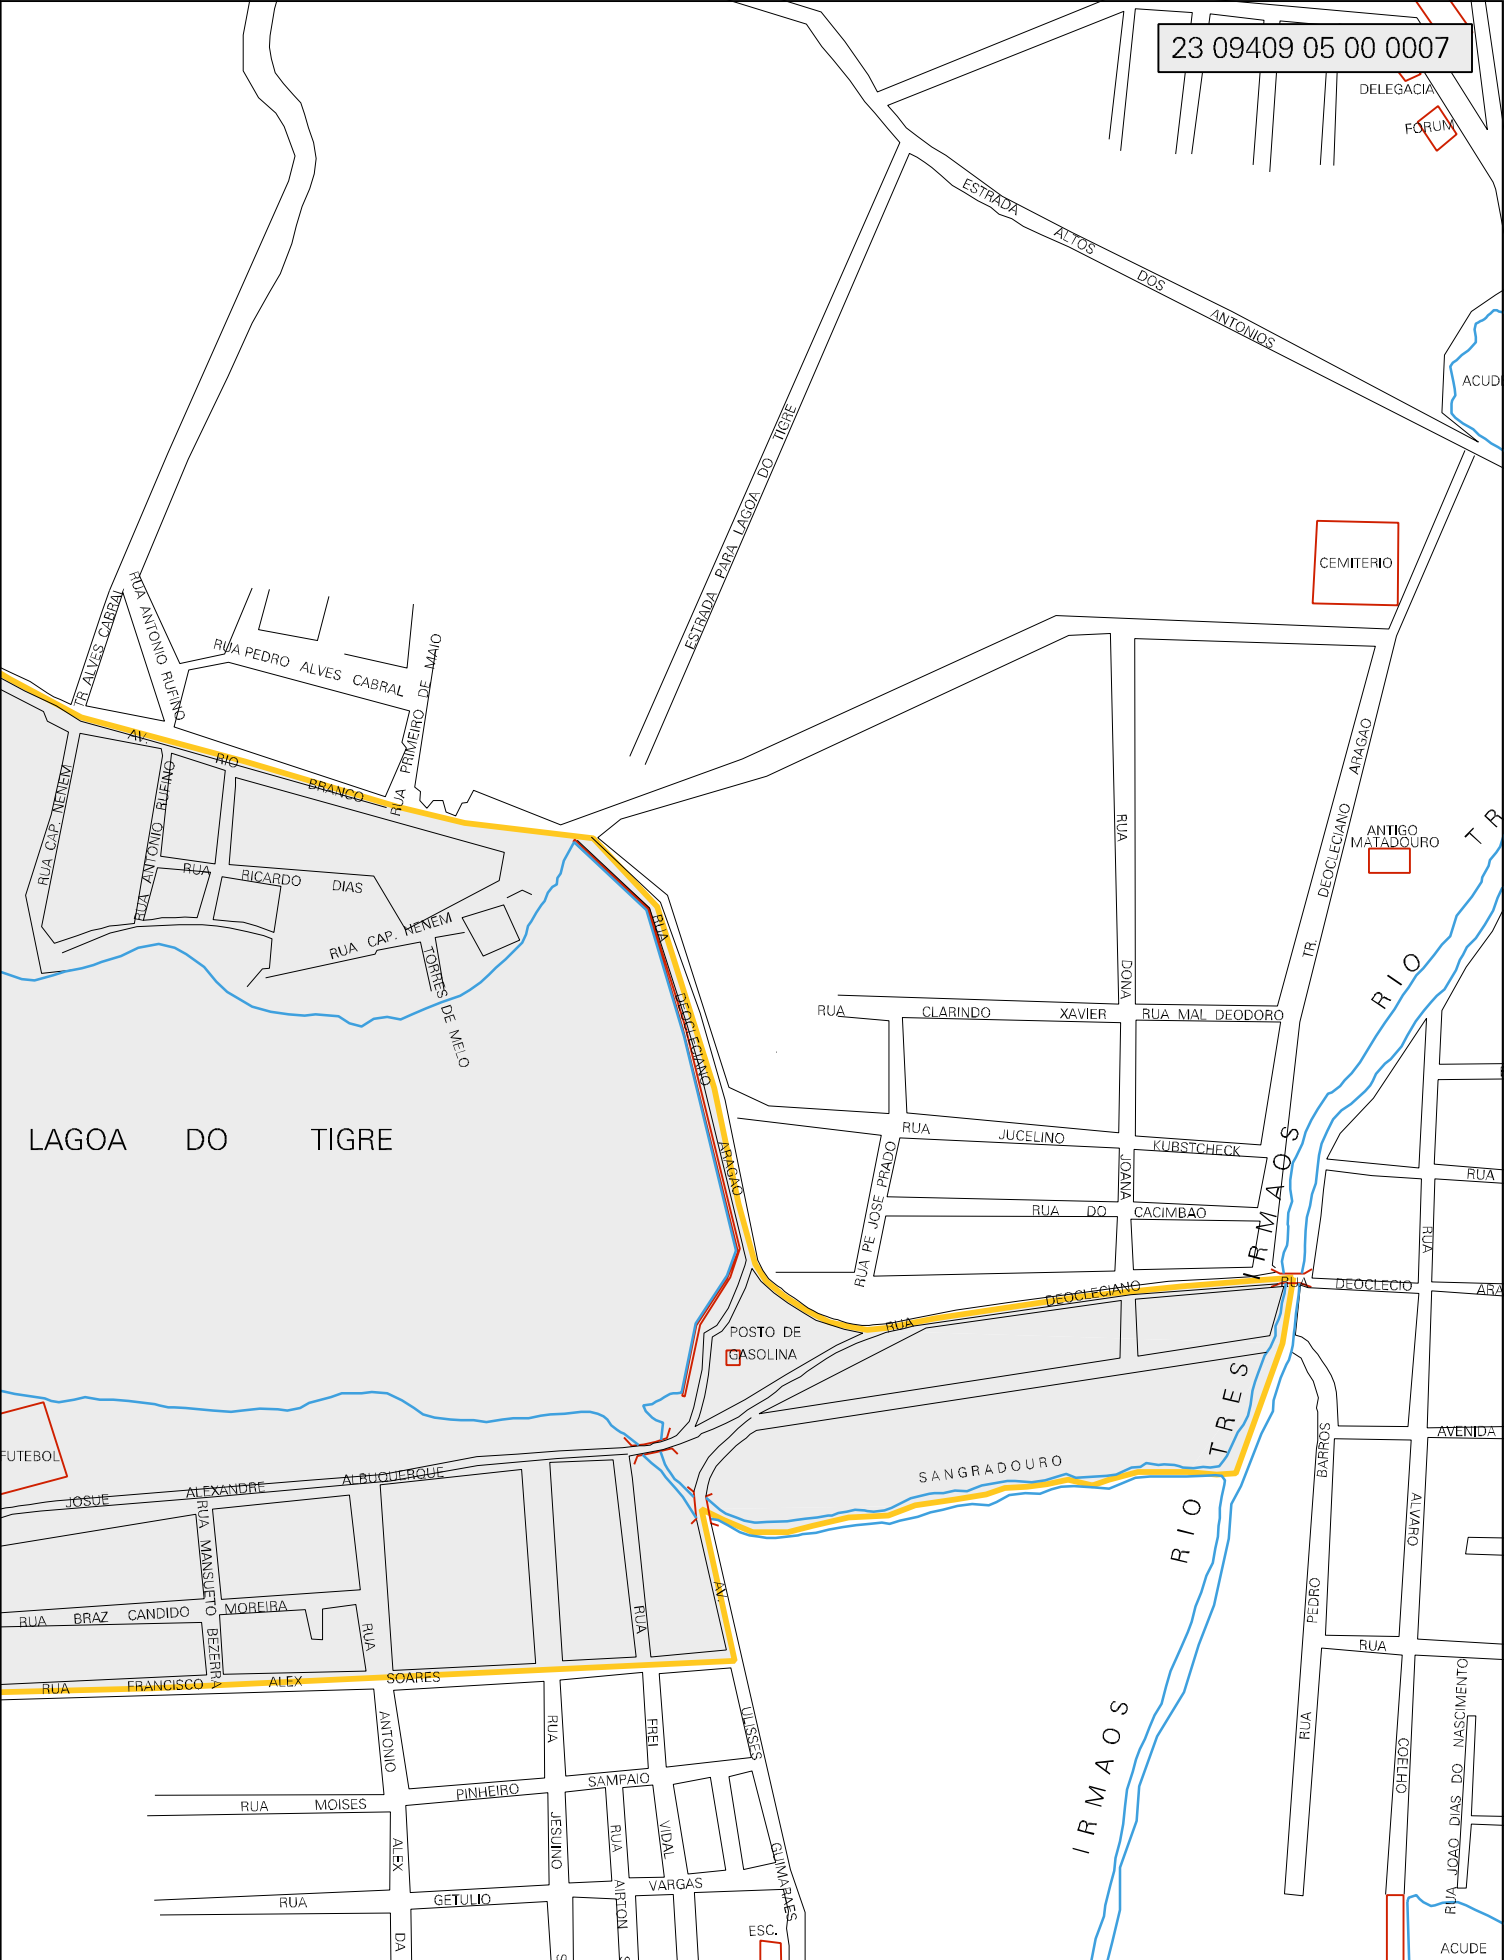 23 09409 05 00 0007
DELEGACIA
FORUM
ESTRADA ALTOS DOS ANTONIOS
ACUD
ESTRADA PARA LAGOA DO TIGRE
CEMITERIO
TR ALVES CABRAL
RUA ANTONIO RUFINO
RUA PEDRO ALVES CABRAL
RUA PRIMEIRO DE MAIO
AV. RIO BRANCO
RUA CAP. NENEM
RUA ANTONIO RUFINO
RUA RICARDO DIAS
RUA CAP. NENEM
TORRES DE MELO
RUA DEOCLECIANO ARAGAO
RUA DONA JOANA
TR. DEOCLECIANO ARAGAO
ANTIGO
MATADOURO
RIO TR
RUA CLARINDO XAVIER
RUA MAL DEODORO
LAGOA DO TIGRE
RUA JUCELINO KUBSTCHECK
RUA PE JOSE PRADO
RUA DO CACIMBAO
RUA
RUA DEOCLECIANO
RUA DEOCLECIO ARA
POSTO DE
GASOLINA
RIO TRES IRMAOS
FUTEBOL
JOSUE ALEXANDRE ALBUQUERQUE
SANGRADOURO
AVENIDA
RUA MANSUETO BEZERRA
RUA BRAZ CANDIDO MOREIRA
RUA FRANCISCO ALEX SOARES
RUA ANTONIO ALEX DA
RUA JESUINO S
RUA FREI VIDAL
AV. ULISSES GUIMARAES
RUA PEDRO BARROS
RUA ALVARO COELHO
RUA
RUA JOAO DIAS DO NASCIMENTO
RIO
IRMAOS
RUA MOISES PINHEIRO SAMPAIO
RUA AIRTON S
RUA GETULIO VARGAS
ESC.
ACUDE